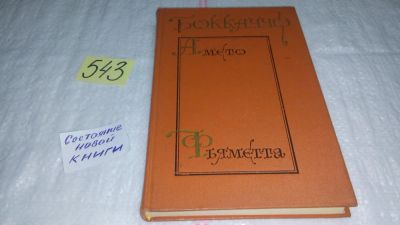 543
Состояние
новой
книги
БОККАЧЧО
АМЕТО
ФЬЯМЕТТА